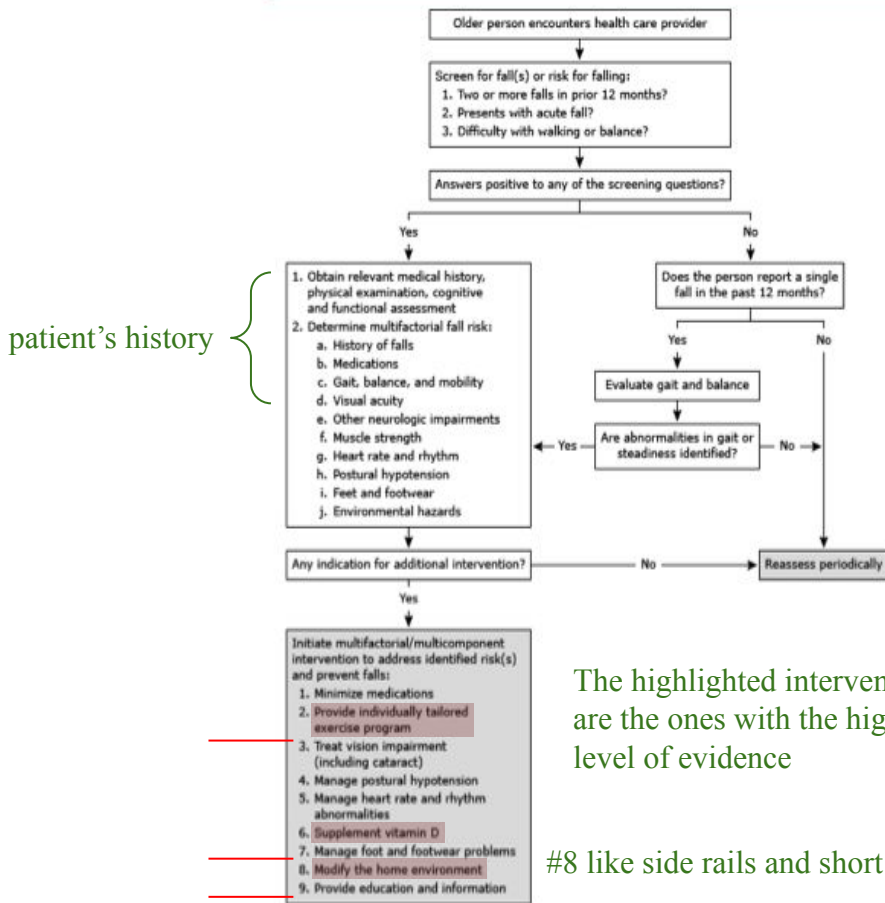 Older person encounters health care provider
Screen for fall(s) or risk for falling:
1. Two or more falls in prior 12 months?
2. Presents with acute fall?
3. Difficulty with walking or balance?
Answers positive to any of the screening questions?
Yes
No
patient’s history
1. Obtain relevant medical history,
physical examination, cognitive
and functional assessment
2. Determine multifactorial fall risk:
a. History of falls
b. Medications
c. Gait, balance, and mobility
d. Visual acuity
e. Other neurologic impairments
f. Muscle strength
g. Heart rate and rhythm
h. Postural hypotension
i. Feet and footwear
j. Environmental hazards
Does the person report a single
fall in the past 12 months?
Yes
No
Evaluate gait and balance
Yes
Are abnormalities in gait or
steadiness identified?
No
Any indication for additional intervention?
No
Reassess periodically
Yes
Initiate multifactorial/multicomponent
intervention to address identified risk(s)
and prevent falls:
1. Minimize medications
2. Provide individually tailored
exercise program
3. Treat vision impairment
(including cataract)
4. Manage postural hypotension
5. Manage heart rate and rhythm
abnormalities
6. Supplement vitamin D
7. Manage foot and footwear problems
8. Modify the home environment
9. Provide education and information
The highlighted
are the ones with the
level of evidence
#8 like side rails and short